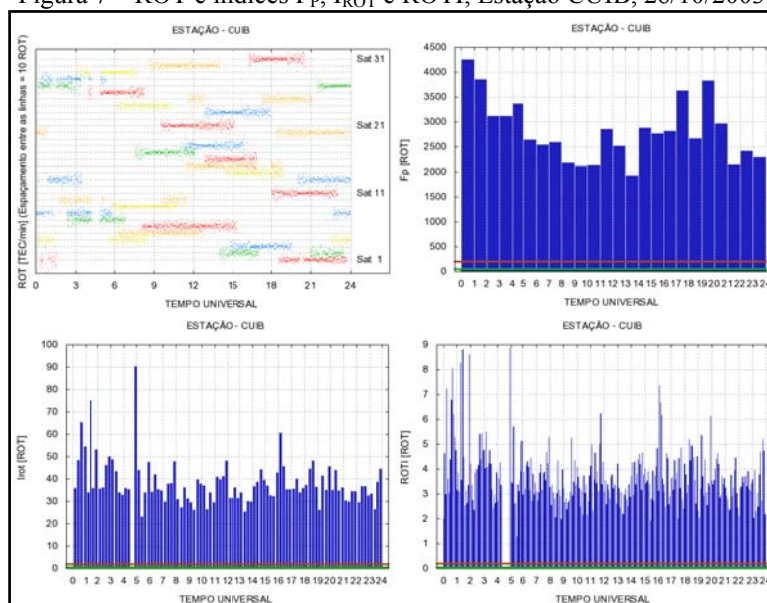 Figura 7 – ROT e índices FP, IROT e ROTI, Estação CUIB, 28/10/2003
ESTAÇÃO - CUIB
ROT [TEC/min] (Espaçamento entre as linhas = 10 ROT)
Sat 31
Sat 21
Sat 11
Sat 1
0 3 6 9 12 15 18 21 24
TEMPO UNIVERSAL
ESTAÇÃO - CUIB
Fp [ROT]
4500
4000
3500
3000
2500
2000
1500
1000
500
0
0 1 2 3 4 5 6 7 8 9 10 11 12 13 14 15 16 17 18 19 20 21 22 23 24
TEMPO UNIVERSAL
ESTAÇÃO - CUIB
Irot [ROT]
100
90
80
70
60
50
40
30
20
10
0
0 1 2 3 4 5 6 7 8 9 10 11 12 13 14 15 16 17 18 19 20 21 22 23 24
TEMPO UNIVERSAL
ESTAÇÃO - CUIB
ROTI [ROT]
9
8
7
6
5
4
3
2
1
0
0 1 2 3 4 5 6 7 8 9 10 11 12 13 14 15 16 17 18 19 20 21 22 23 24
TEMPO UNIVERSAL